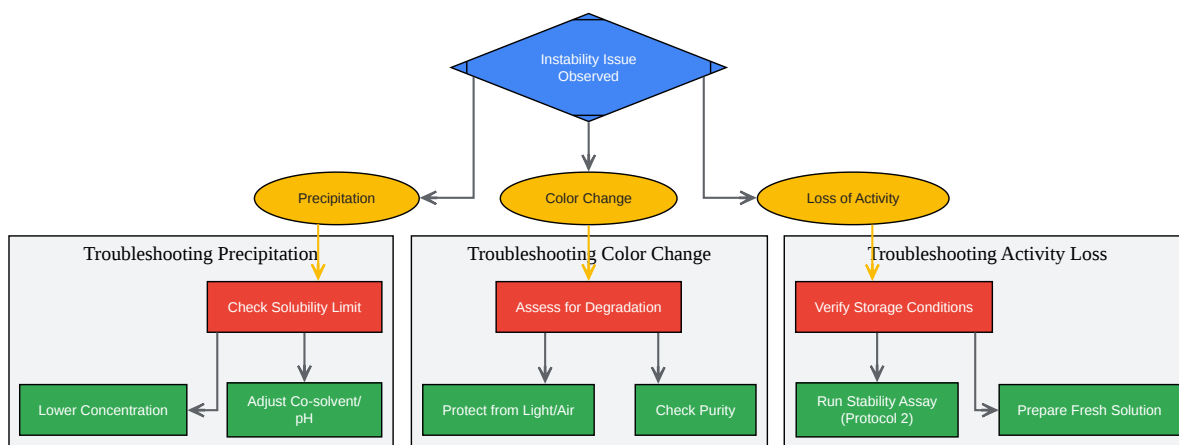 Instability Issue
Observed
Precipitation
Color Change
Loss of Activity
Troubleshooting Precipitation
Troubleshooting Color Change
Troubleshooting Activity Loss
Check Solubility Limit
Assess for Degradation
Verify Storage Conditions
Lower Concentration
Adjust Co-solvent/
pH
Protect from Light/Air
Check Purity
Run Stability Assay
(Protocol 2)
Prepare Fresh Solution